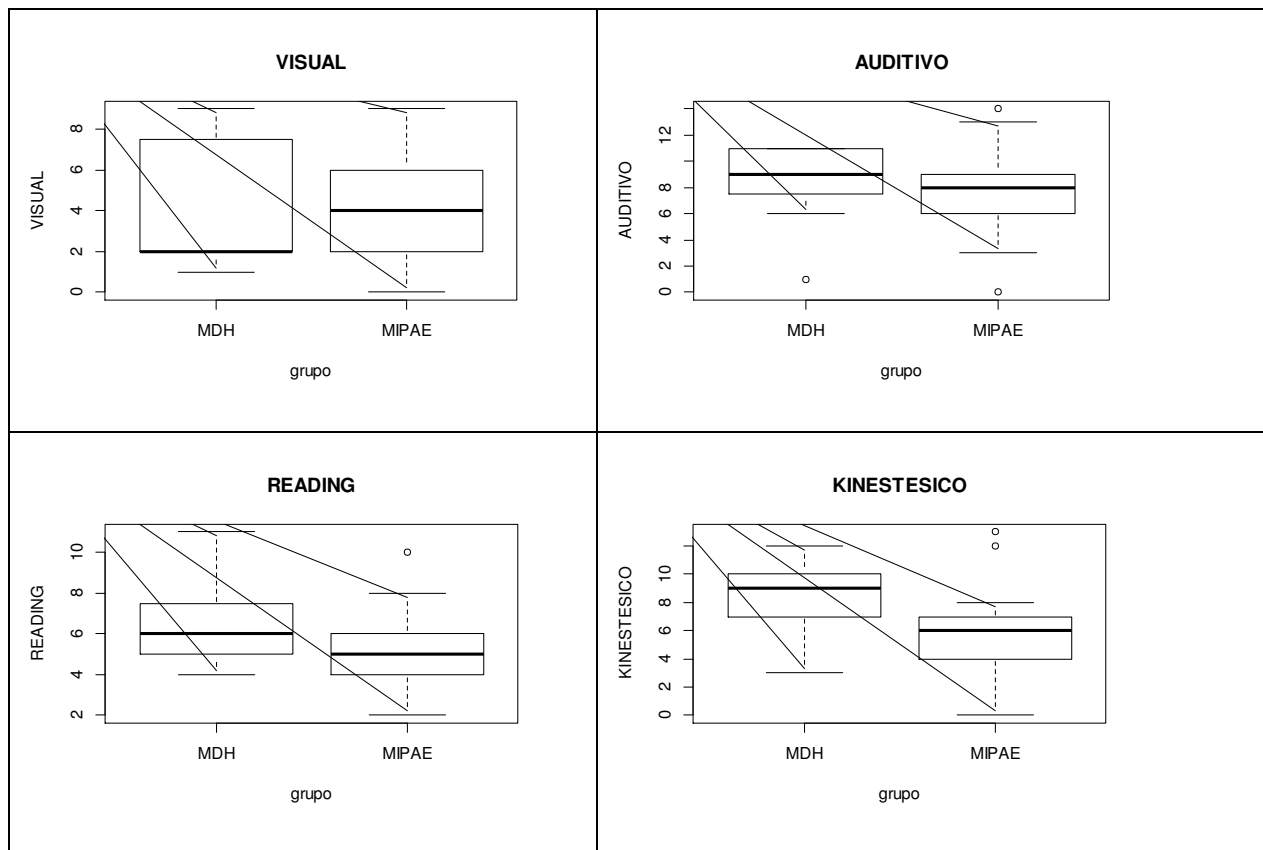 VISUAL
VISUAL
0 2 4 6 8
MDH MIPAE
grupo
AUDITIVO
AUDITIVO
0 2 4 6 8 12
MDH MIPAE
grupo
READING
READING
2 4 6 8 10
MDH MIPAE
grupo
KINESTESICO
KINESTESICO
0 2 4 6 8 10
MDH MIPAE
grupo